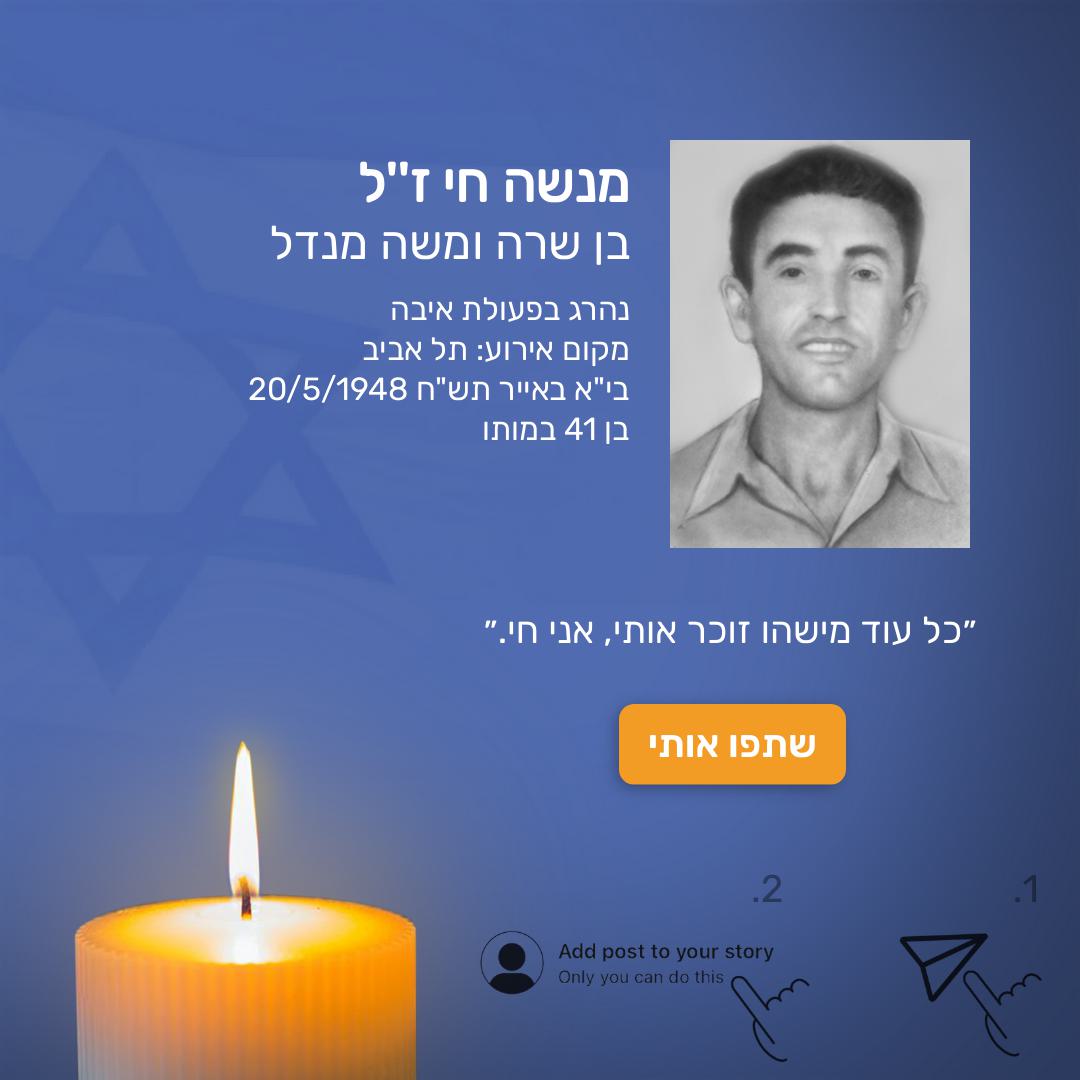 מנשה חי ז"ל
בן שרה ומשה מנדל
נהרג בפעולת איבה
מקום אירוע: תל אביב
בי"א באייר תש"ח 20/5/1948
בן 41 במותו
״כל עוד מישהו זוכר אותי, אני חי.״
שתפו אותי
.1
.2
Add post to your story
Only you can do this